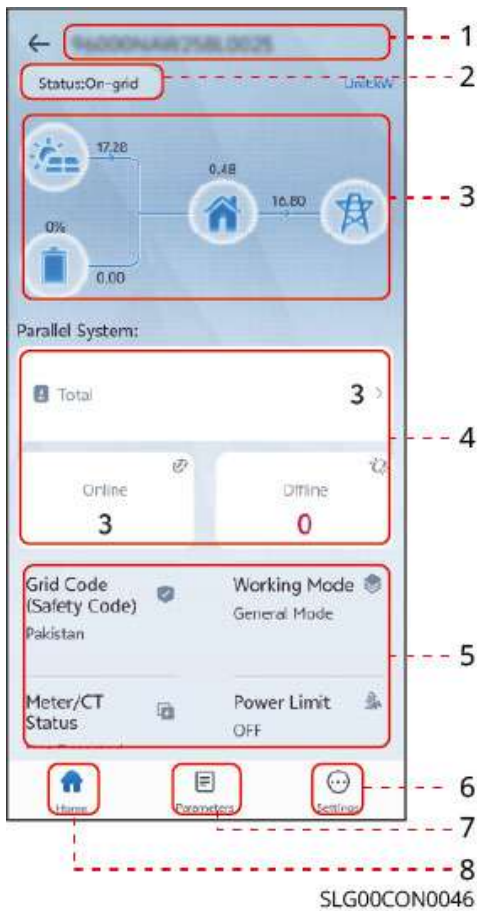 1
Status:On-grid
Unit:kW
2
17.28
0.48
16.80
3
0%
0.00
Parallel System:
Total
3
4
Online
Offline
3
0
Grid Code
(Safety Code)
Working Mode
Pakistan
General Mode
5
Meter/CT
Status
Power Limit
OFF
Home
Parameters
Settings
6
7
8
SLG00CON0046